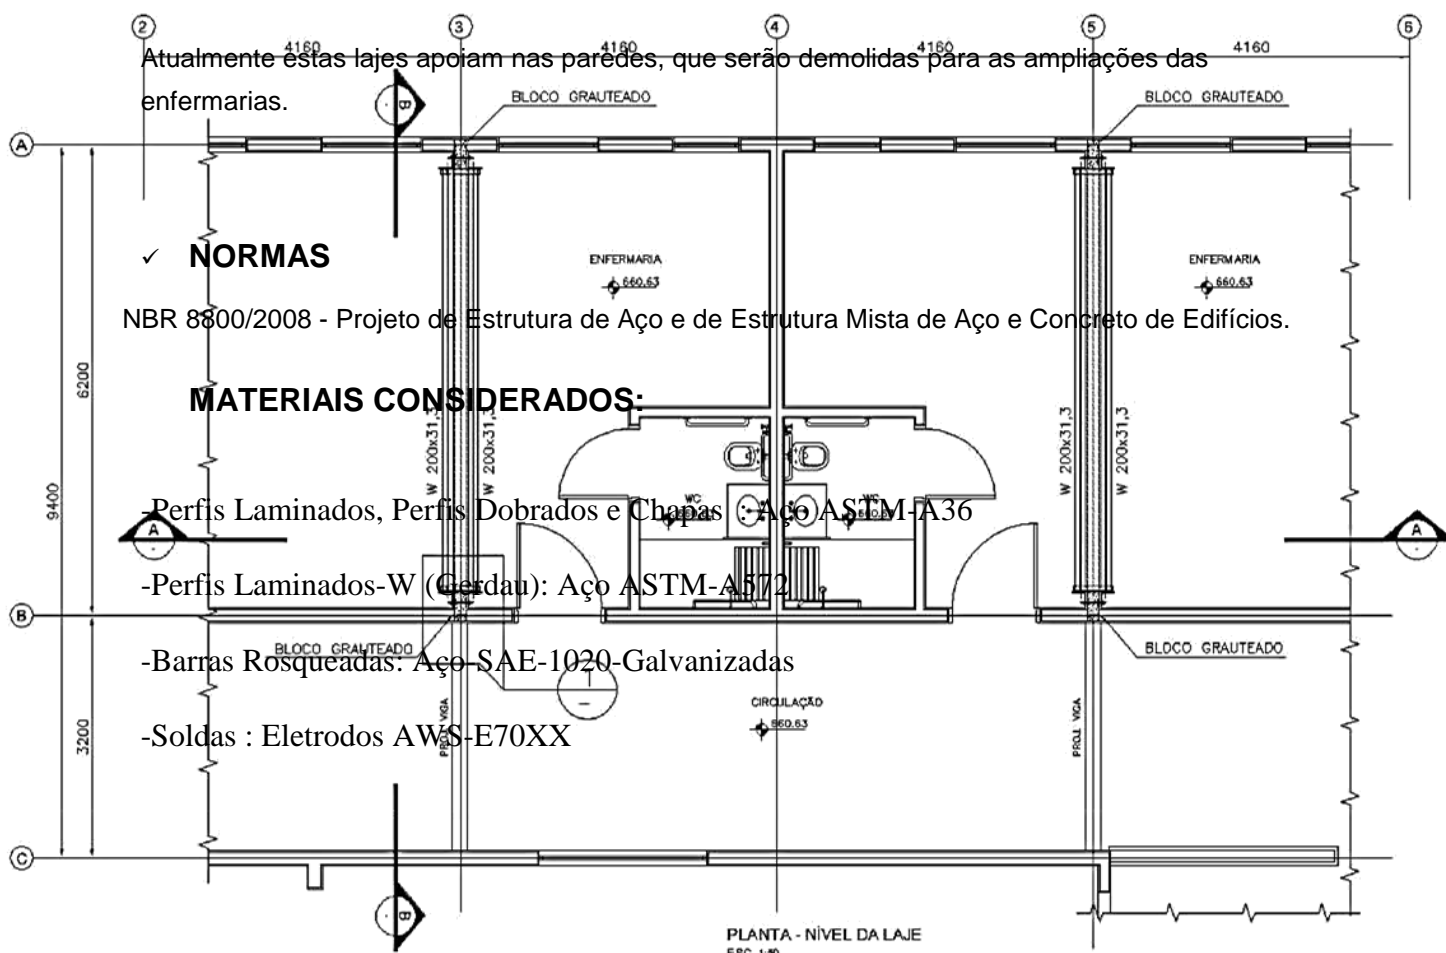 2 3 4 5 6
4160 4160 4160 4160
Atualmente estas lajes apoiam nas paredes, que serão demolidas para as ampliações das
enfermarias.
B BLOCO GRAUTEADO BLOCO GRAUTEADO
A
✓ NORMAS
ENFERMARIA ENFERMARIA
660.63 660.63
NBR 8800/2008 - Projeto de Estrutura de Aço e de Estrutura Mista de Aço e Concreto de Edifícios.
6200
MATERIAIS CONSIDERADOS:
W 200x31,3 W 200x31,3 W 200x31,3 W 200x31,3
9400
WC WC
-Perfis Laminados, Perfis Dobrados e Chapas : Aço ASTM-A36
A A
-Perfis Laminados-W (Gerdau): Aço ASTM-A572
B
BLOCO GRAUTEADO BLOCO GRAUTEADO
-Barras Rosqueadas: Aço-SAE-1020-Galvanizadas
1
CIRCULAÇÃO
660.63
PROJ. VIGA PROJ. VIGA
3200
-Soldas : Eletrodos AWS-E70XX
C
B
PLANTA - NÍVEL DA LAJE